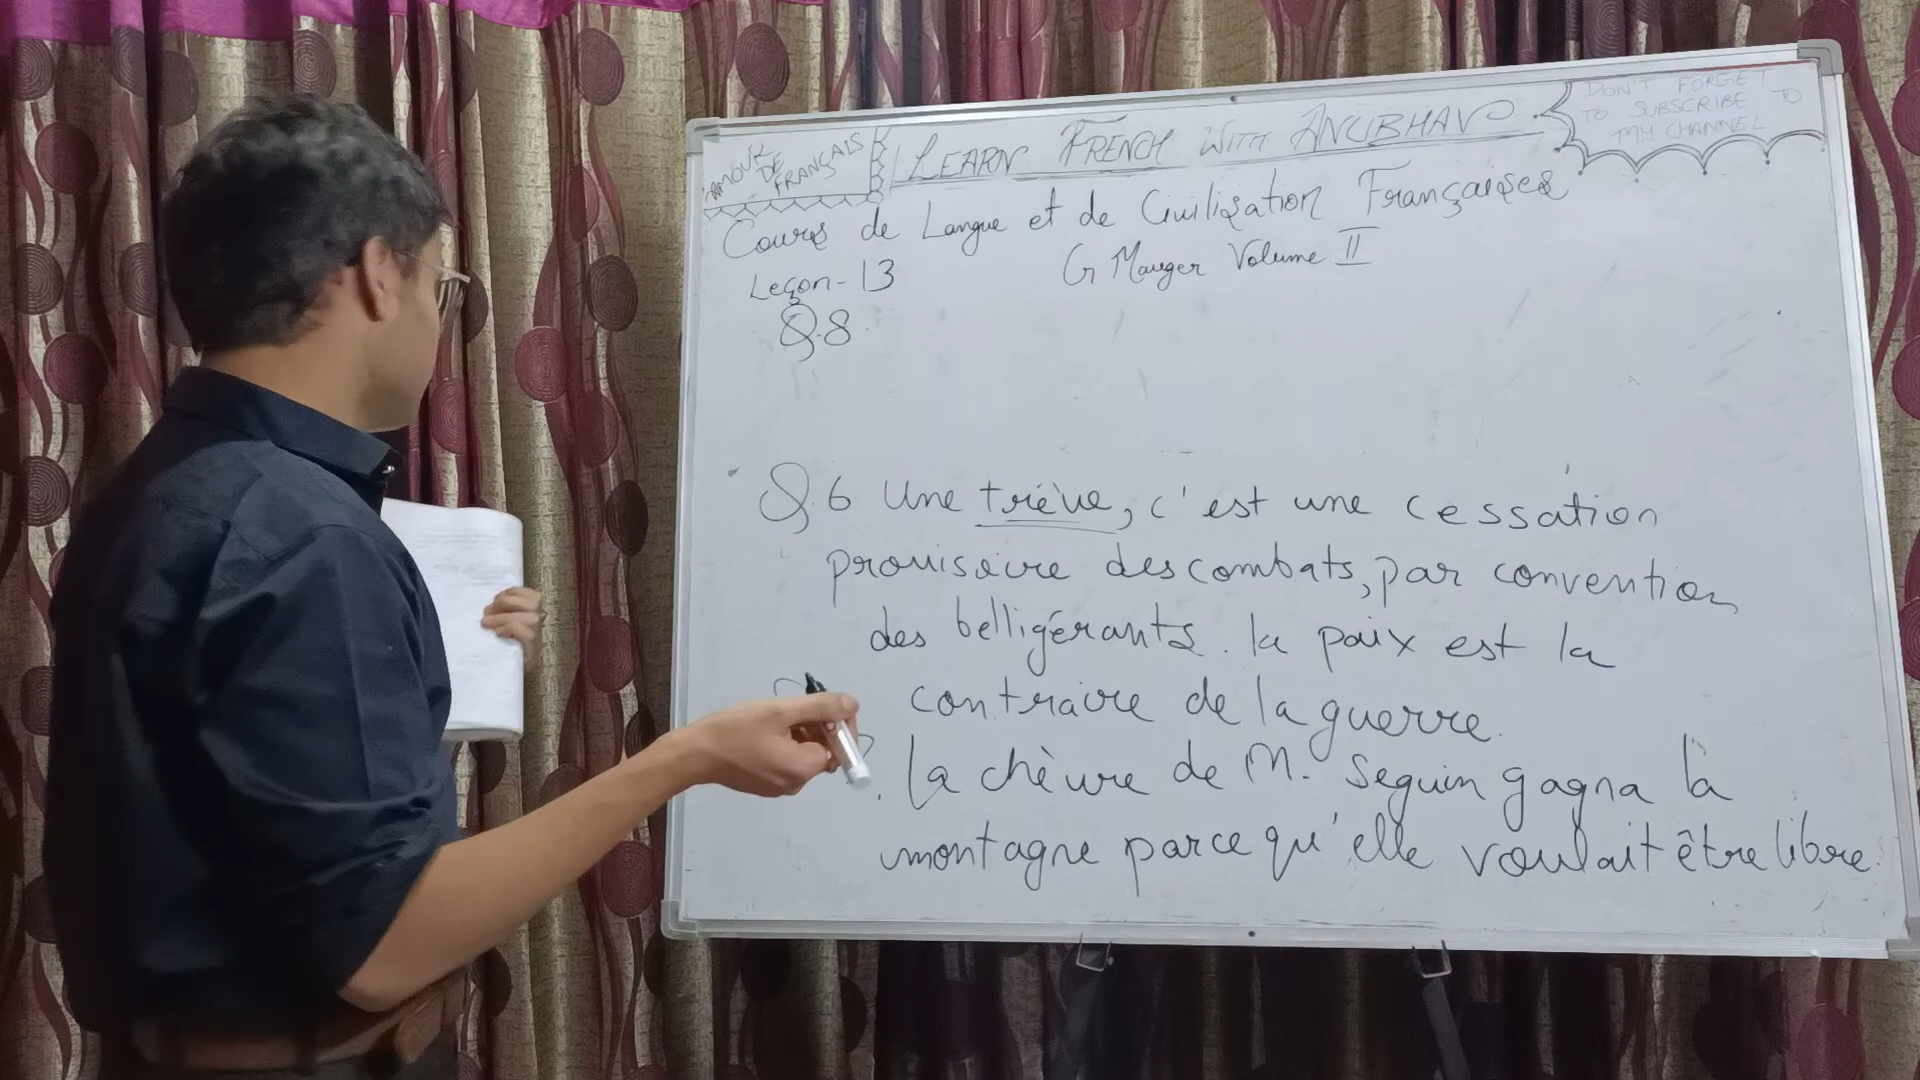 L'AMOUR DE FRANÇAIS
LEARN FRENCH WITH ANUBHAV
DON'T FORGET
TO SUBSCRIBE TO
MY CHANNEL
Cours de Langue et de Civilisation Françaises
G Mauger Volume II
Leçon-13
Q.8
Q.6 Une trève, c'est une cessation
provisoire des combats, par convention
des belligérants. la paix est la
contraire de la guerre.
la chèvre de M. Seguin gagna la
montagne parce qu'elle voulait être libre.